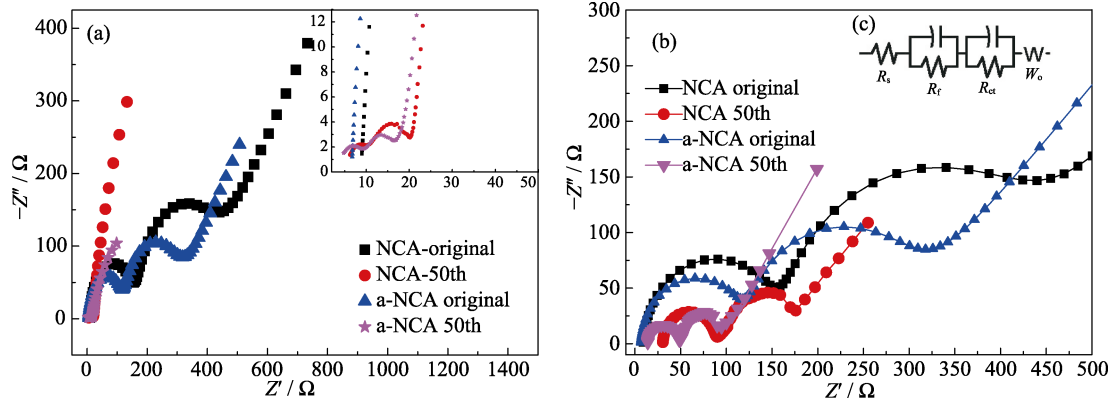 (a)
400
300
200
100
0
−Z″ / Ω
0 200 400 600 800 1000 1200 1400
Z′ / Ω
12
10
8
6
4
2
10 20 30 40 50
NCA-original
NCA-50th
a-NCA original
a-NCA 50th
(b)
300
250
200
150
100
50
0
−Z″ / Ω
0 50 100 150 200 250 300 350 400 450 500
Z′ / Ω
NCA original
NCA 50th
a-NCA original
a-NCA 50th
(c)
Rs Rf Rct Wo